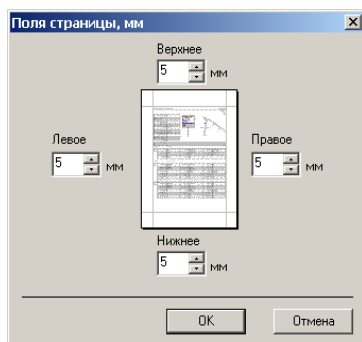 Поля страницы, мм
Верхнее
5 мм
Левое
5 мм
Правое
5 мм
Нижнее
5 мм
OK
Отмена